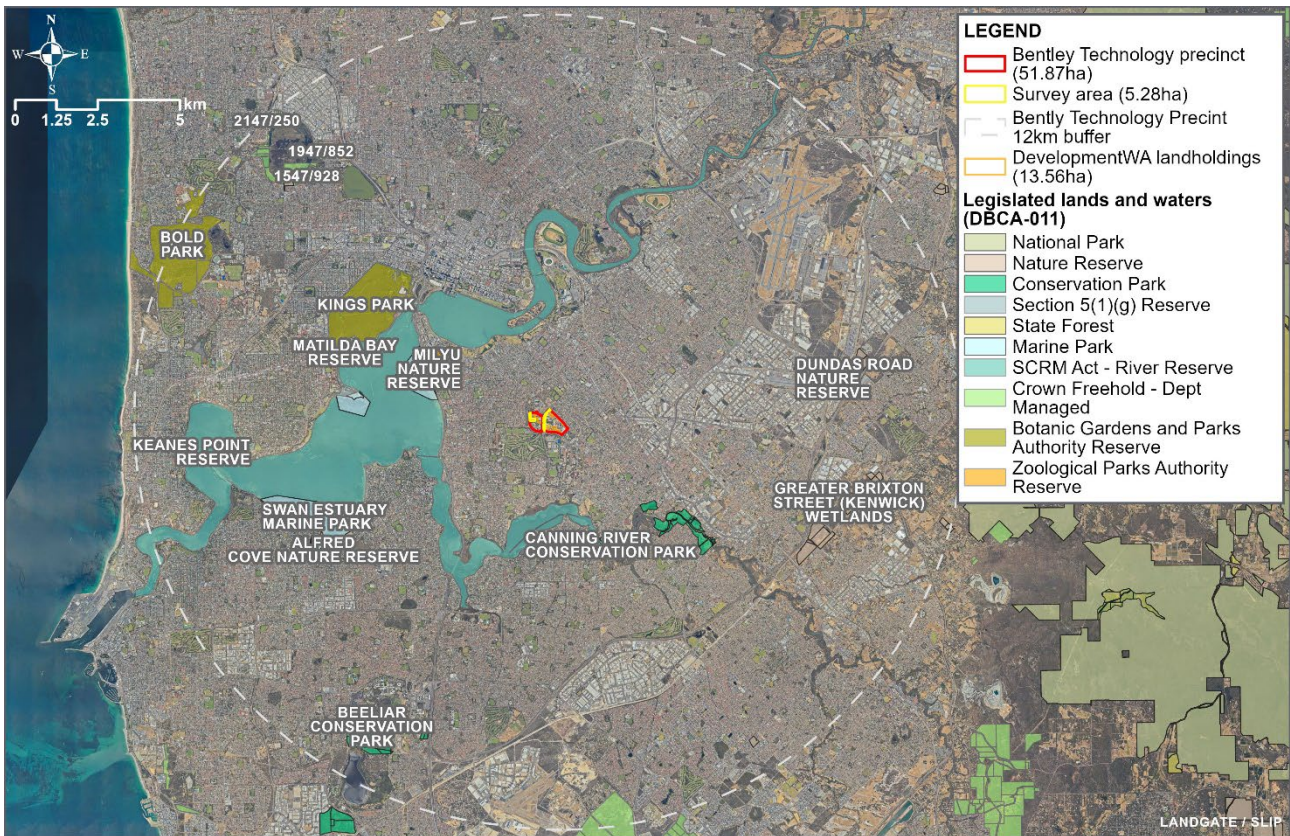 N
W E
S
km
0 1.25 2.5 5
2147/250
1947/852
1547/928
BOLD
PARK
KINGS PARK
MATILDA BAY
RESERVE
MILYU
NATURE
RESERVE
DUNDAS ROAD
NATURE
RESERVE
KEANES POINT
RESERVE
SWAN ESTUARY
MARINE PARK
ALFRED
COVE NATURE RESERVE
CANNING RIVER
CONSERVATION PARK
GREATER BRIXTON
STREET (KENWICK)
WETLANDS
BEELIAR
CONSERVATION
PARK
LEGEND
Bentley Technology precinct
(51.87ha)
Survey area (5.28ha)
Bently Technology Precint
12km buffer
DevelopmentWA landholdings
(13.56ha)
Legislated lands and waters
(DBCA-011)
National Park
Nature Reserve
Conservation Park
Section 5(1)(g) Reserve
State Forest
Marine Park
SCRM Act - River Reserve
Crown Freehold - Dept
Managed
Botanic Gardens and Parks
Authority Reserve
Zoological Parks Authority
Reserve
LANDGATE / SLIP